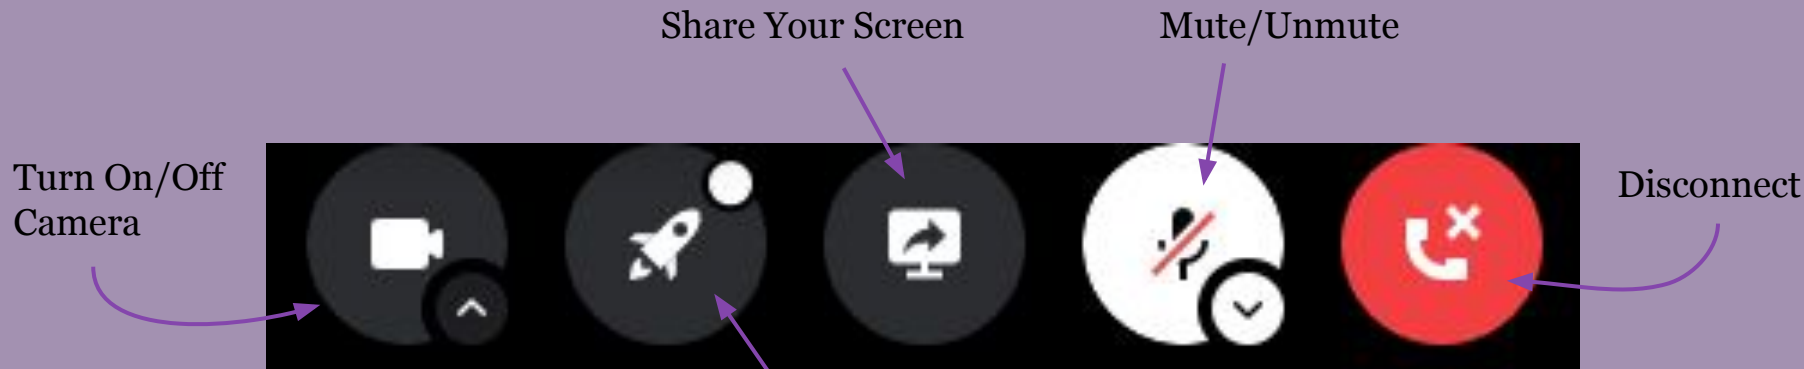 Share Your Screen
Mute/Unmute
Turn On/Off
Camera
Disconnect